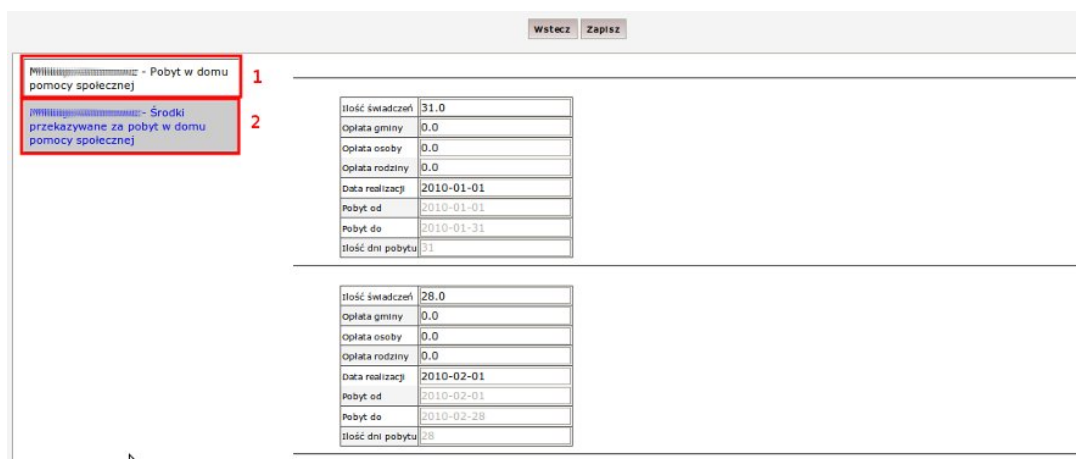 Wstecz Zapisz
- Pobyt w domu
pomocy społecznej
1
- Środki
przekazywane za pobyt w domu
pomocy społecznej
2
Ilość świadczeń 31.0
Opłata gminy 0.0
Opłata osoby 0.0
Opłata rodziny 0.0
Data realizacji 2010-01-01
Pobyt od 2010-01-01
Pobyt do 2010-01-31
Ilość dni pobytu 31
Ilość świadczeń 28.0
Opłata gminy 0.0
Opłata osoby 0.0
Opłata rodziny 0.0
Data realizacji 2010-02-01
Pobyt od 2010-02-01
Pobyt do 2010-02-28
Ilość dni pobytu 28